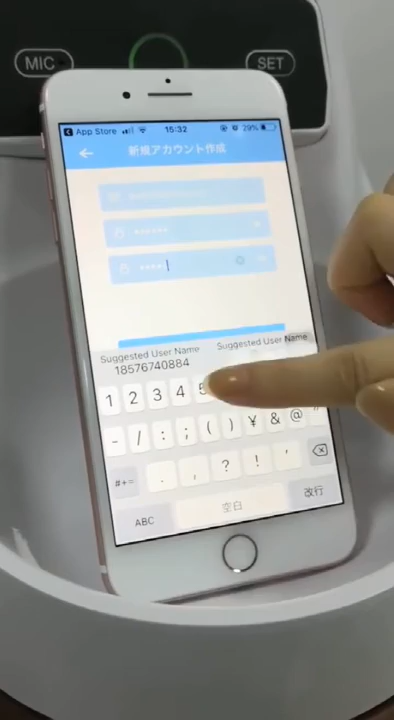 MIC
SET
App Store 15:32 29%
新規アカウント作成
Suggested User Name
18576740884
Suggested User Name
1 2 3 4 5
- / : ; ( ) ¥ & @ "
#+= . , ? ! '
ABC 空白 改行